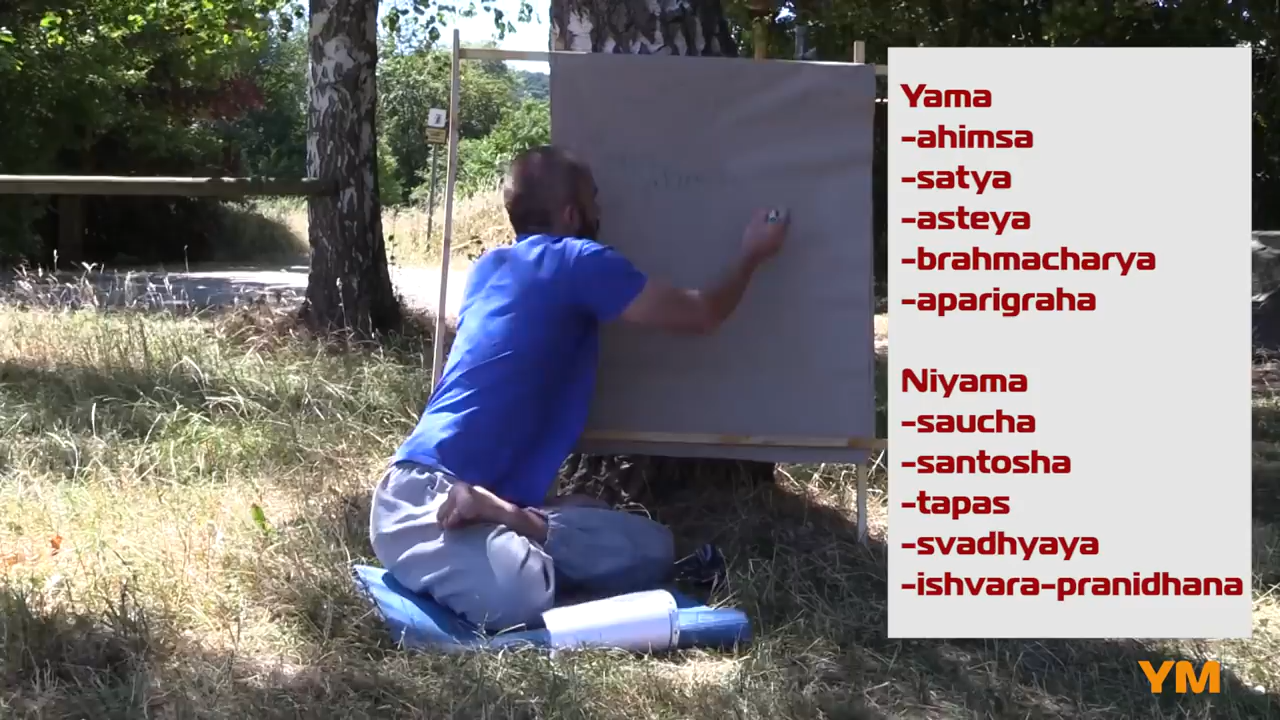 Yama
-ahimsa
-satya
-asteya
-brahmacharya
-aparigraha
Niyama
-saucha
-santosha
-tapas
-svadhyaya
-ishvara-pranidhana
YM